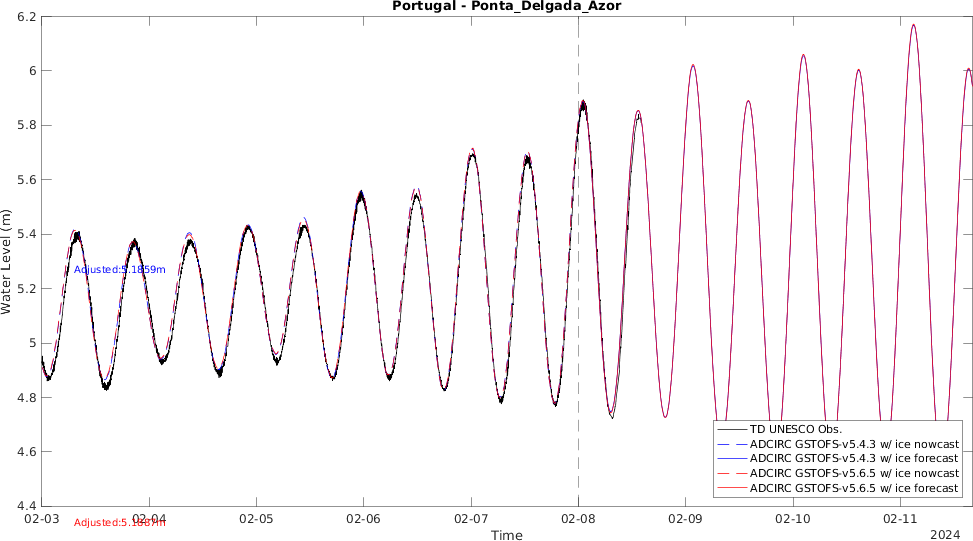 Portugal - Ponta_Delgada_Azor
6.2
6
5.8
5.6
5.4
5.2
5
4.8
4.6
4.4
Water Level (m)
Adjusted:5.1859m
TD UNESCO Obs.
ADCIRC GSTOFS-v5.4.3 w/ ice nowcast
ADCIRC GSTOFS-v5.4.3 w/ ice forecast
ADCIRC GSTOFS-v5.6.5 w/ ice nowcast
ADCIRC GSTOFS-v5.6.5 w/ ice forecast
02-03 02-04 02-05 02-06 02-07 02-08 02-09 02-10 02-11
Adjusted:5.1887m
Time
2024